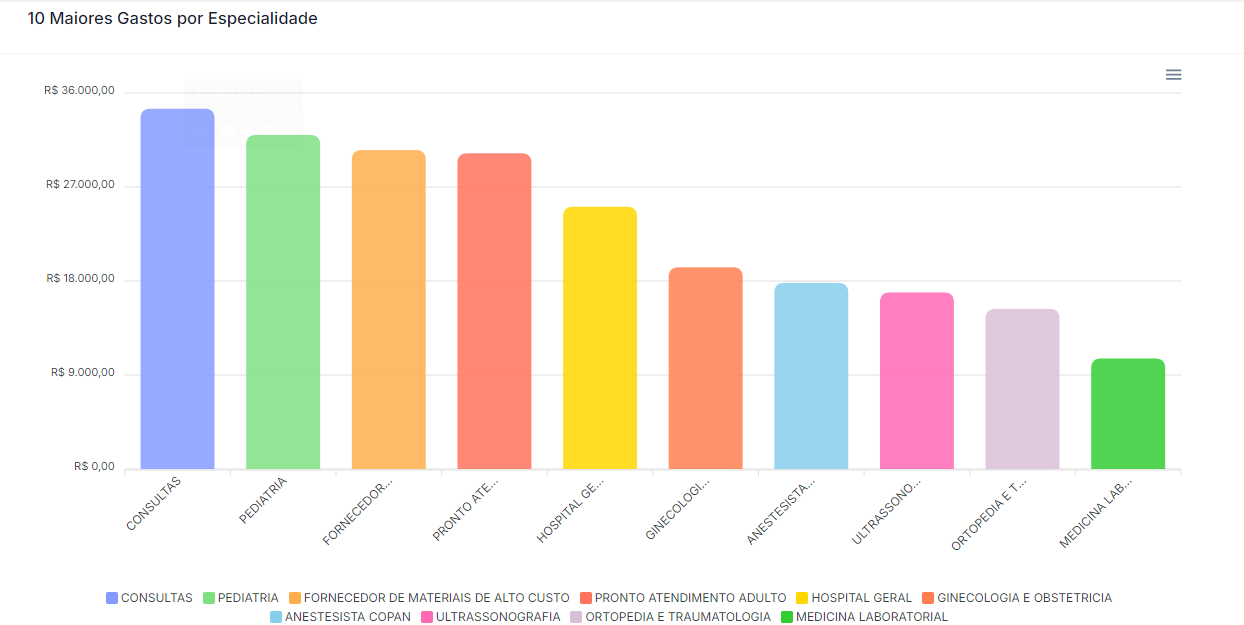 10 Maiores Gastos por Especialidade
R$ 36.000,00
R$ 27.000,00
R$ 18.000,00
R$ 9.000,00
R$ 0,00
CONSULTAS
PEDIATRIA
FORNECEDOR...
PRONTO ATE...
HOSPITAL GE...
GINECOLOGI...
ANESTESISTA...
ULTRASSONO...
ORTOPEDIA E T...
MEDICINA LAB...
CONSULTAS PEDIATRIA FORNECEDOR DE MATERIAIS DE ALTO CUSTO PRONTO ATENDIMENTO ADULTO HOSPITAL GERAL GINECOLOGIA E OBSTETRICIA
ANESTESISTA COPAN ULTRASSONOGRAFIA ORTOPEDIA E TRAUMATOLOGIA MEDICINA LABORATORIAL